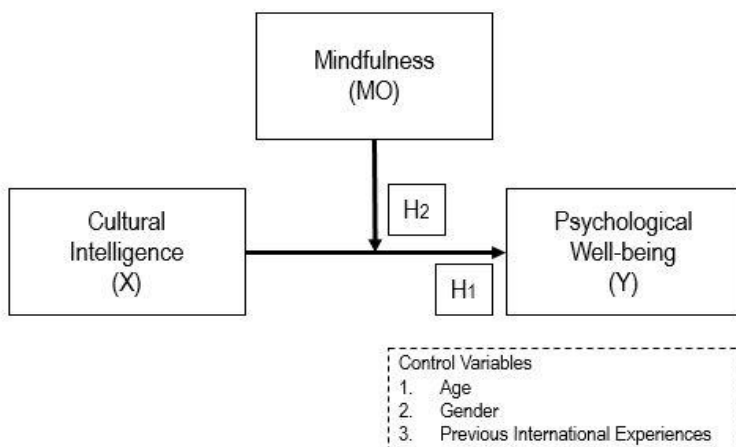 Mindfulness
(MO)
H2
Cultural
Intelligence
(X)
Psychological
Well-being
(Y)
H1
Control Variables
1. Age
2. Gender
3. Previous International Experiences